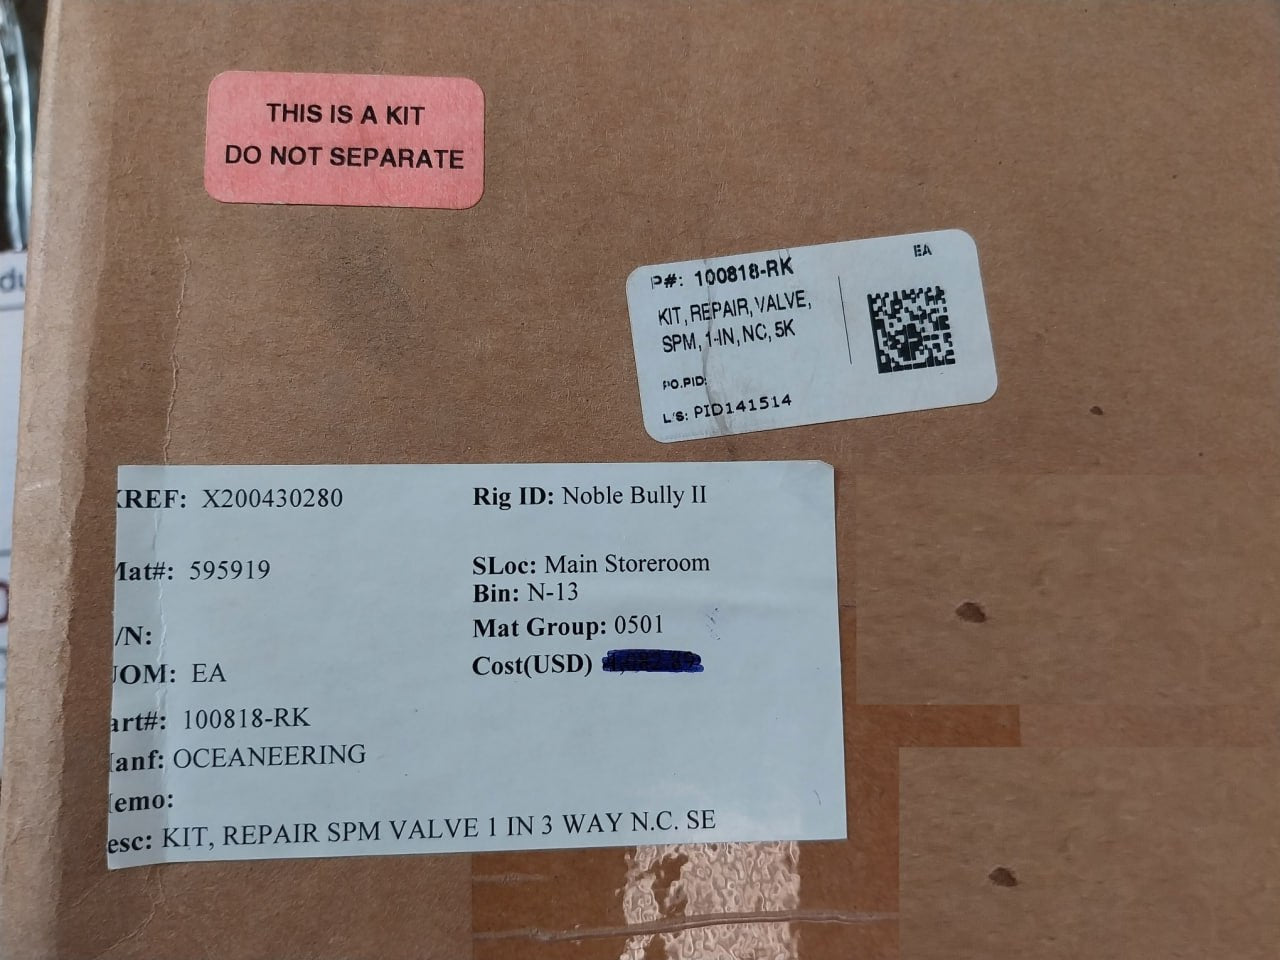 THIS IS A KIT
DO NOT SEPARATE
EA
P#: 100818-RK
KIT, REPAIR, VALVE,
SPM, 1-IN, NC, 5K
PO.PID:
L/S: PID141514
XREF: X200430280
Rig ID: Noble Bully II
Mat#: 595919
SLoc: Main Storeroom
Bin: N-13
/N:
Mat Group: 0501
UOM: EA
Cost(USD)
art#: 100818-RK
anf: OCEANEERING
emo:
esc: KIT, REPAIR SPM VALVE 1 IN 3 WAY N.C. SE